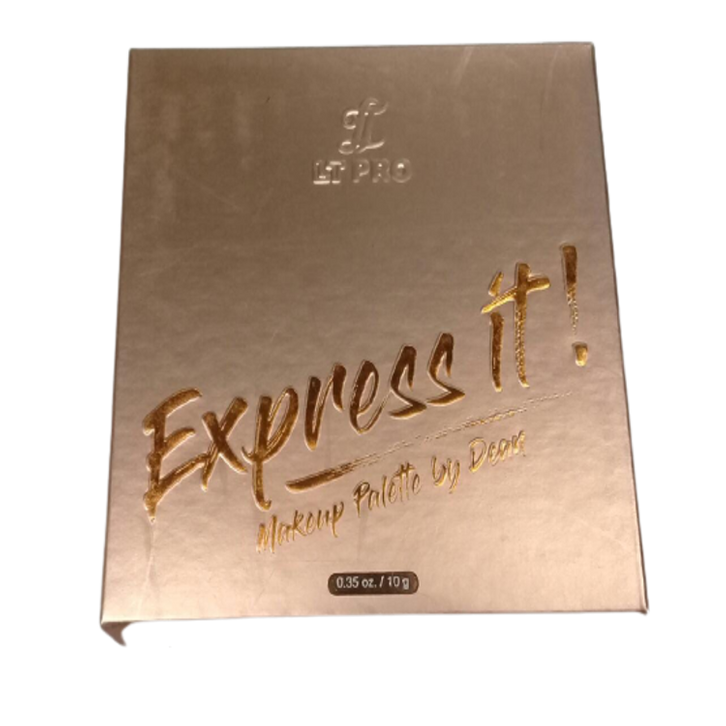 LT PRO
Express it!
Makeup Palette by Dean
0.35 oz. / 10 g